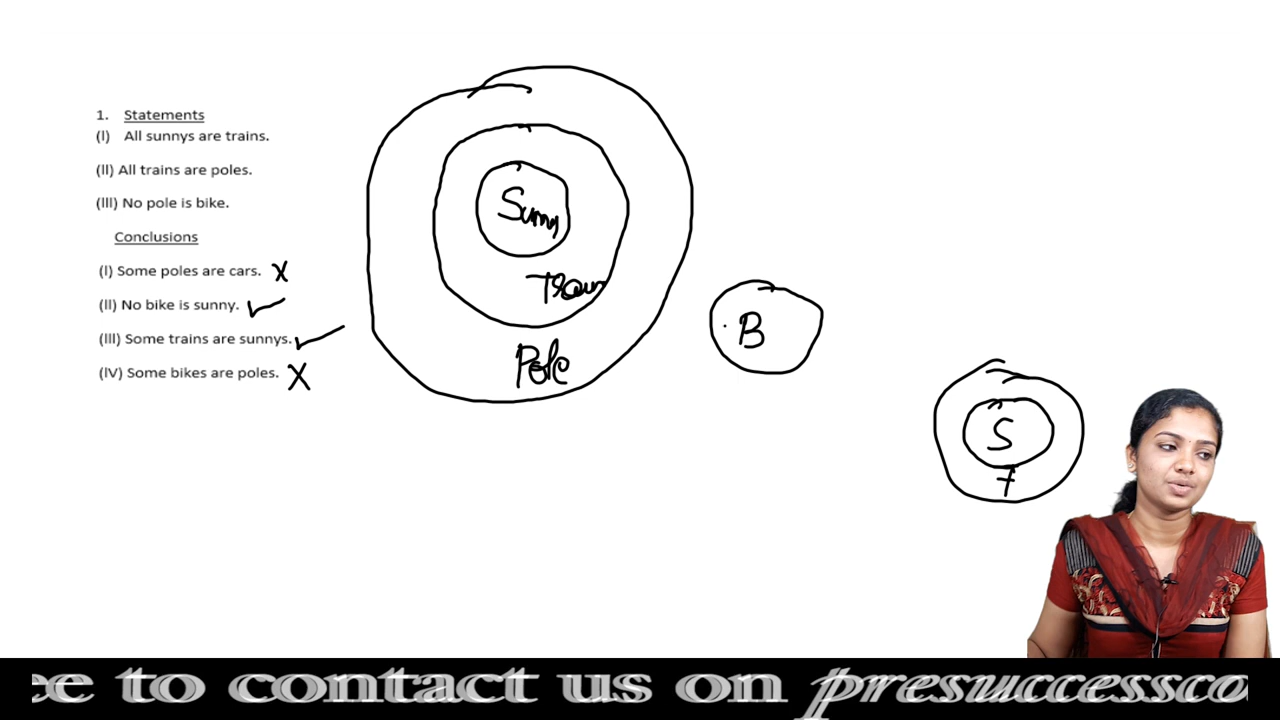 1. Statements
(I) All sunnys are trains.
(II) All trains are poles.
(III) No pole is bike.
Conclusions
(I) Some poles are cars. X
(II) No bike is sunny. ✓
(III) Some trains are sunnys. ✓
(IV) Some bikes are poles. X
Sunny
Train
Pole
B
S
T
ce to contact us on presuccessco